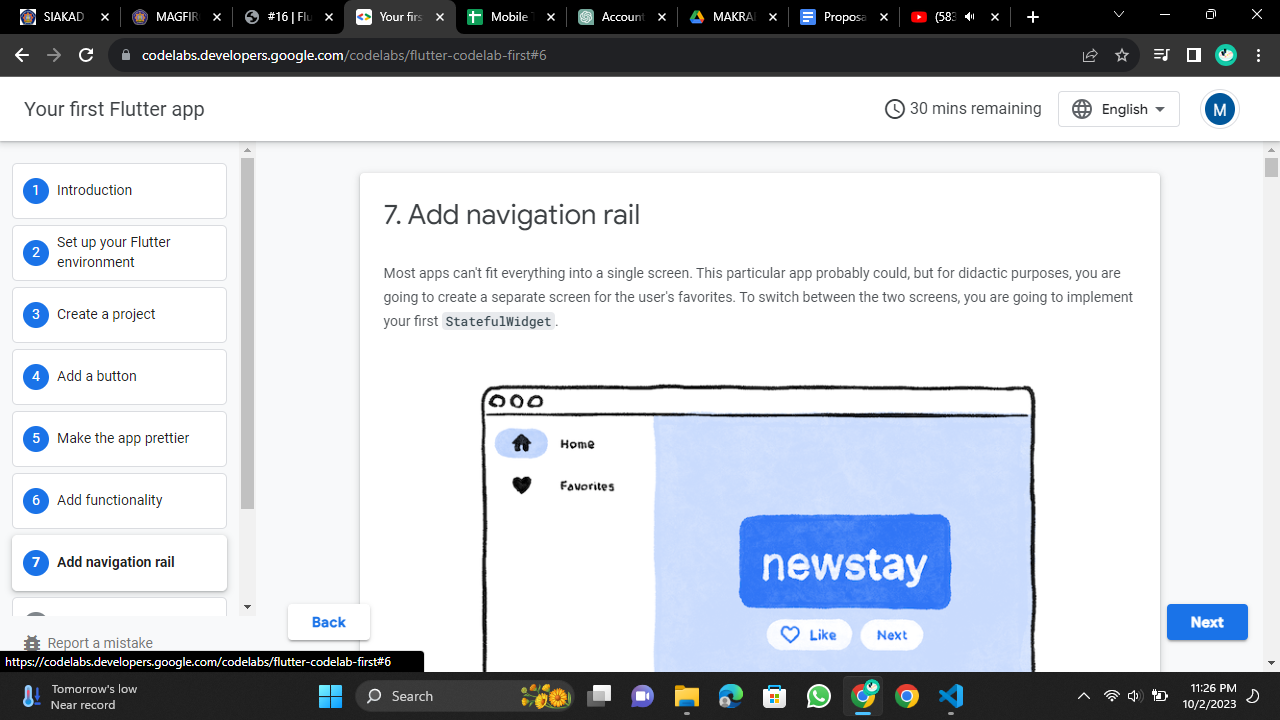 SIAKAD
MAGFIR
#16 | Flu
Your firs
Mobile T
Account
MAKRA
Proposa
(583
codelabs.developers.google.com/codelabs/flutter-codelab-first#6
Your first Flutter app
30 mins remaining
English
M
1 Introduction
2 Set up your Flutter
environment
3 Create a project
4 Add a button
5 Make the app prettier
6 Add functionality
7 Add navigation rail
Report a mistake
7. Add navigation rail
Most apps can't fit everything into a single screen. This particular app probably could, but for didactic purposes, you are
going to create a separate screen for the user's favorites. To switch between the two screens, you are going to implement
your first StatefulWidget.
Home
Favorites
newstay
Like
Next
Back
Next
https://codelabs.developers.google.com/codelabs/flutter-codelab-first#6
Tomorrow's low
Near record
Search
11:26 PM
10/2/2023